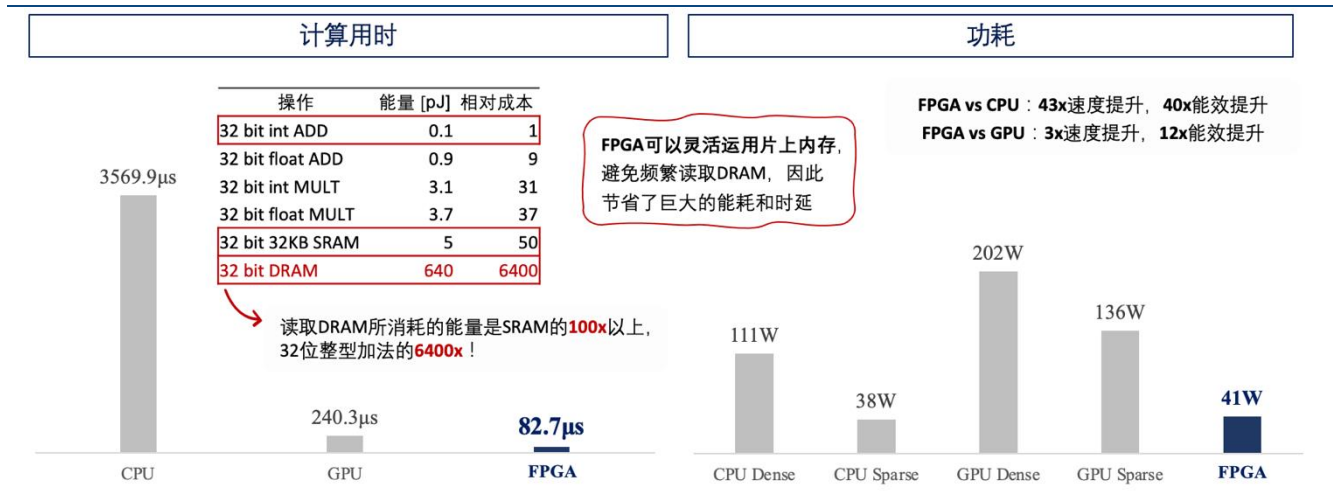 计算用时
操作 能量 [pJ] 相对成本
32 bit int ADD 0.1 1
32 bit float ADD 0.9 9
32 bit int MULT 3.1 31
32 bit float MULT 3.7 37
32 bit 32KB SRAM 5 50
32 bit DRAM 640 6400
读取DRAM所消耗的能量是SRAM的100x以上,
32位整型加法的6400x！
FPGA可以灵活运用片上内存,
避免频繁读取DRAM, 因此
节省了巨大的能耗和时延
3569.9μs
240.3μs
82.7μs
CPU GPU FPGA
功耗
FPGA vs CPU：43x速度提升, 40x能效提升
FPGA vs GPU：3x速度提升, 12x能效提升
111W
38W
202W
136W
41W
CPU Dense CPU Sparse GPU Dense GPU Sparse FPGA